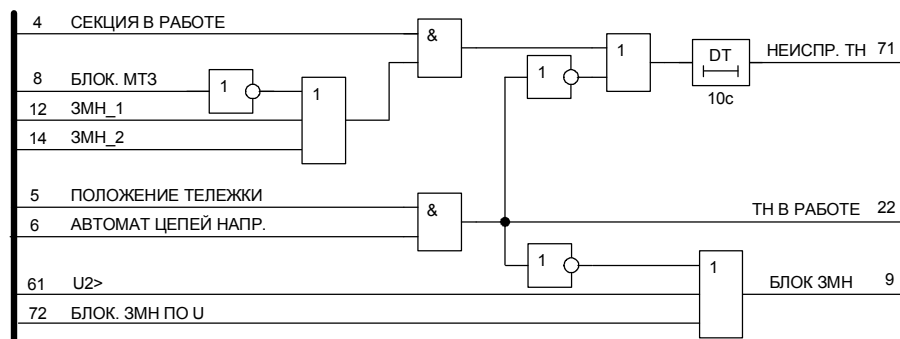 4 СЕКЦИЯ В РАБОТЕ
&
8 БЛОК. МТЗ
1
1
12 ЗМН_1
14 ЗМН_2
1
1
DT
10с
НЕИСПР. ТН 71
5 ПОЛОЖЕНИЕ ТЕЛЕЖКИ
6 АВТОМАТ ЦЕПЕЙ НАПР.
&
ТН В РАБОТЕ 22
1
1
61 U2>
72 БЛОК. ЗМН ПО U
БЛОК ЗМН 9